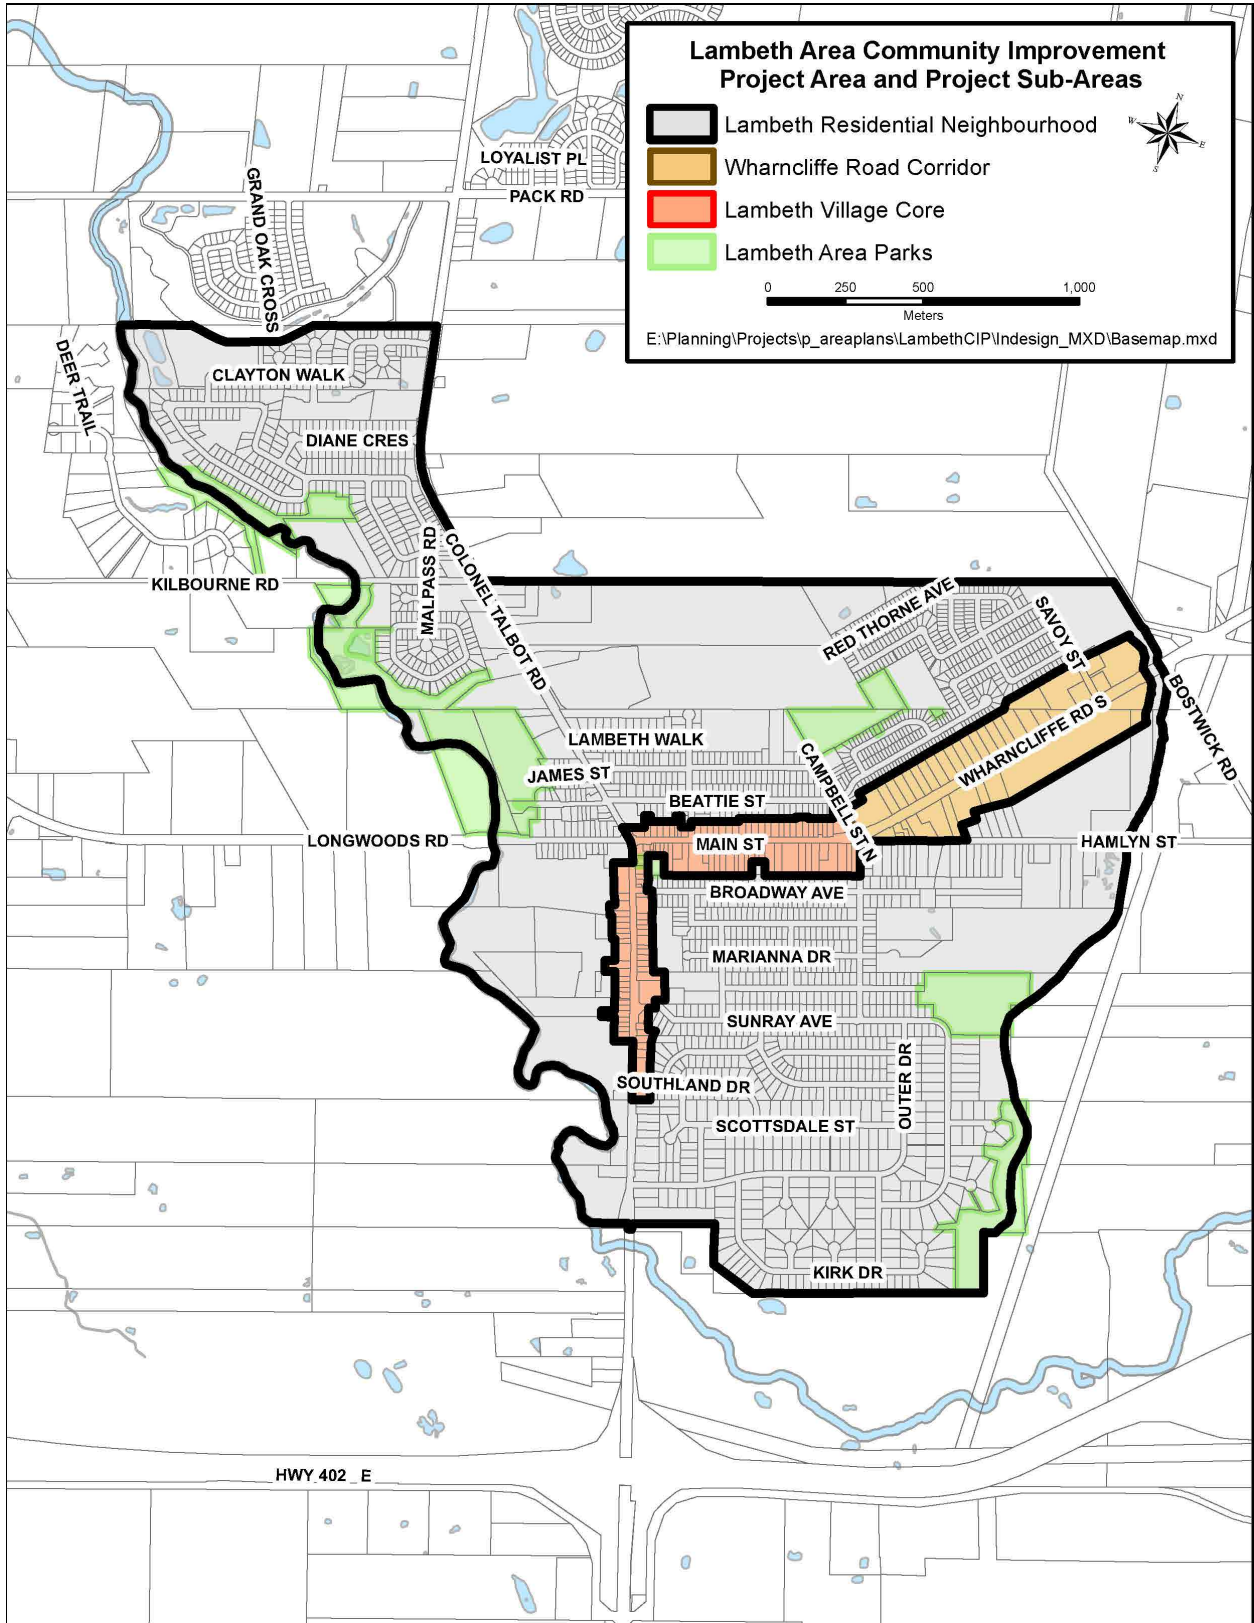 Lambeth Area Community Improvement
Project Area and Project Sub-Areas
Lambeth Residential Neighbourhood
Wharncliffe Road Corridor
Lambeth Village Core
Lambeth Area Parks
N
W
E
S
0 250 500 1,000
Meters
E:\Planning\Projects\p_areaplans\LambethCIP\Indesign_MXD\Basemap.mxd
LOYALIST PL
PACK RD
GRAND OAK CROSS
DEER TRAIL
CLAYTON WALK
DIANE CRES
MALPASS RD
COLONEL TALBOT RD
KILBOURNE RD
RED THORNE AVE
SAVOY ST
BOSTWICK RD
WHARNCLIFFE RD S
LAMBETH WALK
CAMPBELL ST N
JAMES ST
BEATTIE ST
LONGWOODS RD
MAIN ST
HAMLYN ST
BROADWAY AVE
MARIANNA DR
SUNRAY AVE
OUTER DR
SOUTHLAND DR
SCOTTSDALE ST
KIRK DR
HWY 402 E